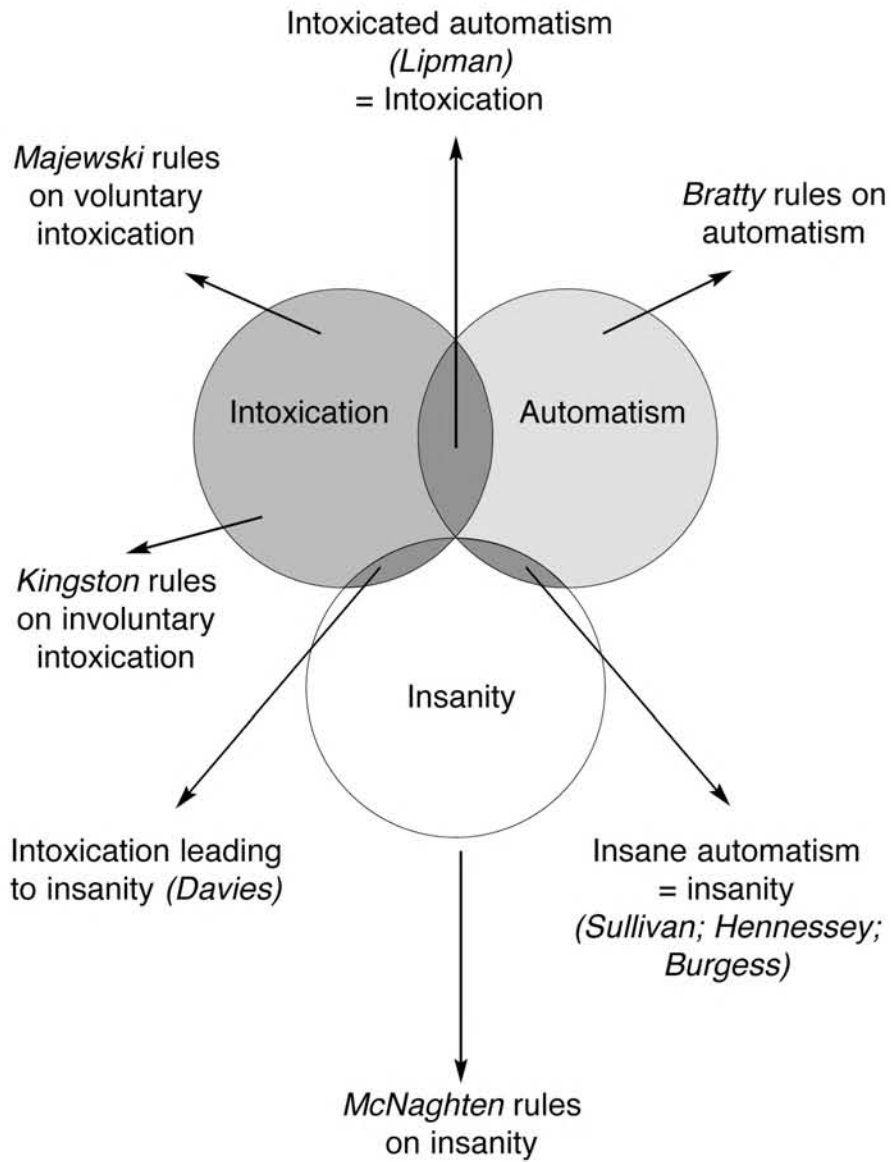 Intoxicated automatism
(Lipman)
= Intoxication
Majewski rules
on voluntary
intoxication
Bratty rules on
automatism
Intoxication
Automatism
Kingston rules
on involuntary
intoxication
Insanity
Intoxication leading
to insanity (Davies)
Insane automatism
= insanity
(Sullivan; Hennessey;
Burgess)
McNaghten rules
on insanity